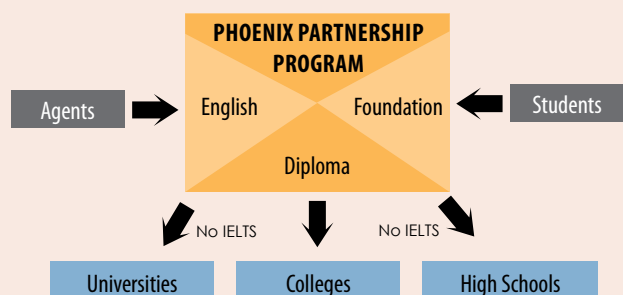 PHOENIX PARTNERSHIP
PROGRAM
Agents
English
Foundation
Students
Diploma
No IELTS
No IELTS
Universities
Colleges
High Schools